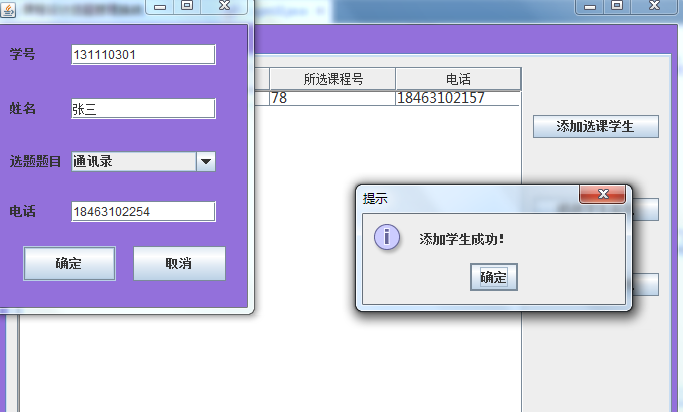 学号
131110301
姓名
张三
选题题目
通讯录
电话
18463102254
确定
取消
所选课程号
电话
78
18463102157
添加选课学生
提示
添加学生成功!
确定